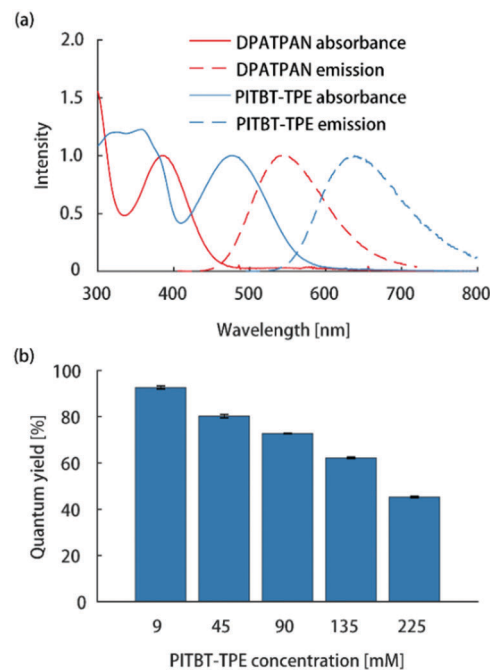 (a)
2.0
1.5
1.0
0.5
0
Intensity
DPATPAN absorbance
DPATPAN emission
PITBT-TPE absorbance
PITBT-TPE emission
300 400 500 600 700 800
Wavelength [nm]
(b)
100
80
60
40
20
0
Quantum yield [%]
9 45 90 135 225
PITBT-TPE concentration [mM]